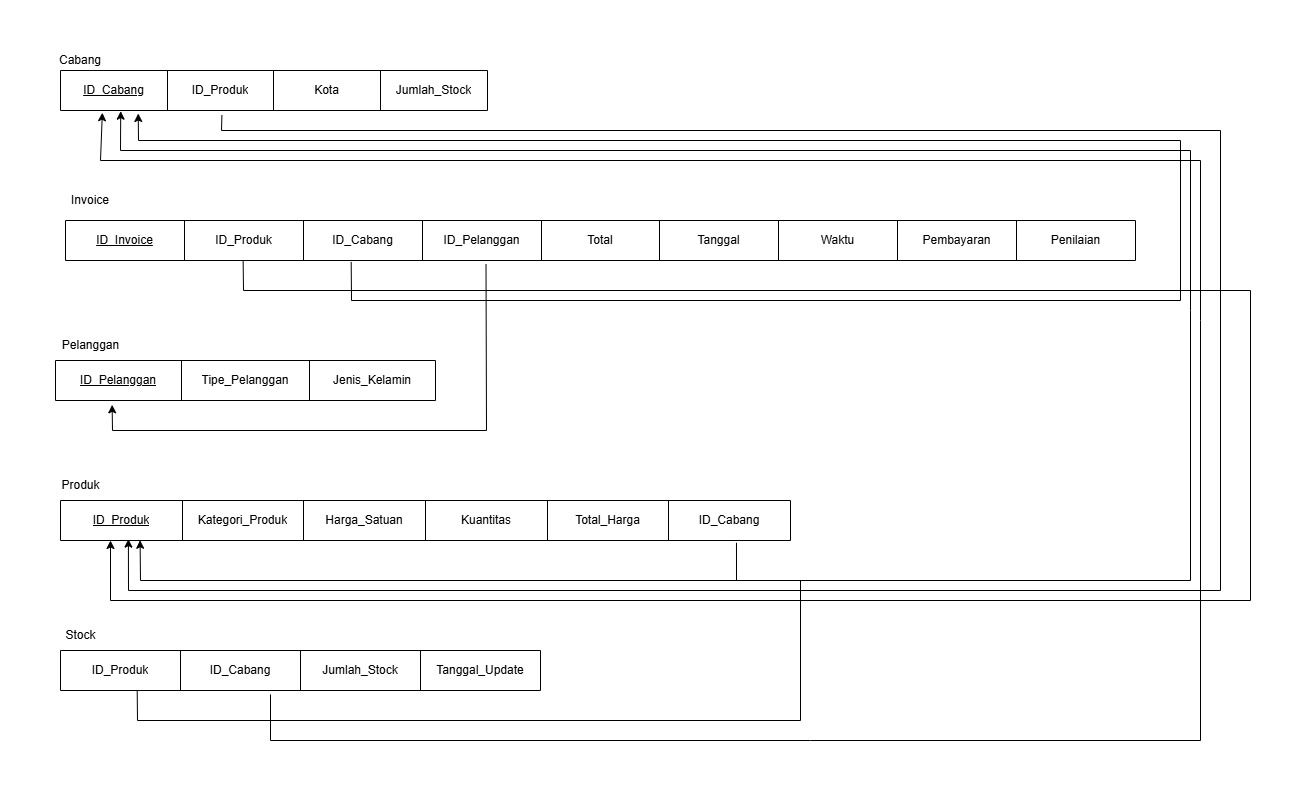 Cabang
ID_Cabang ID_Produk Kota Jumlah_Stock
Invoice
ID_Invoice ID_Produk ID_Cabang ID_Pelanggan Total Tanggal Waktu Pembayaran Penilaian
Pelanggan
ID_Pelanggan Tipe_Pelanggan Jenis_Kelamin
Produk
ID_Produk Kategori_Produk Harga_Satuan Kuantitas Total_Harga ID_Cabang
Stock
ID_Produk ID_Cabang Jumlah_Stock Tanggal_Update